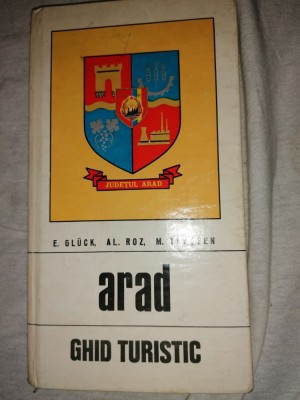 JUDEȚUL ARAD
E. GLÜCK, AL. ROZ, M.
arad
GHID TURISTIC